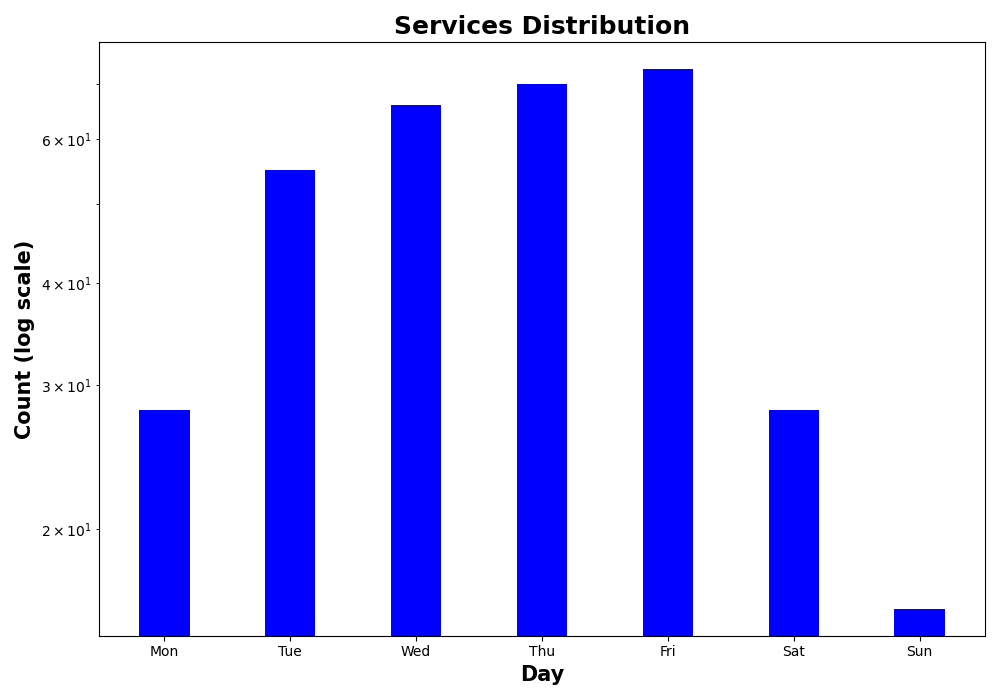 Services Distribution
Count (log scale)
6 × 10¹
4 × 10¹
3 × 10¹
2 × 10¹
Mon Tue Wed Thu Fri Sat Sun
Day